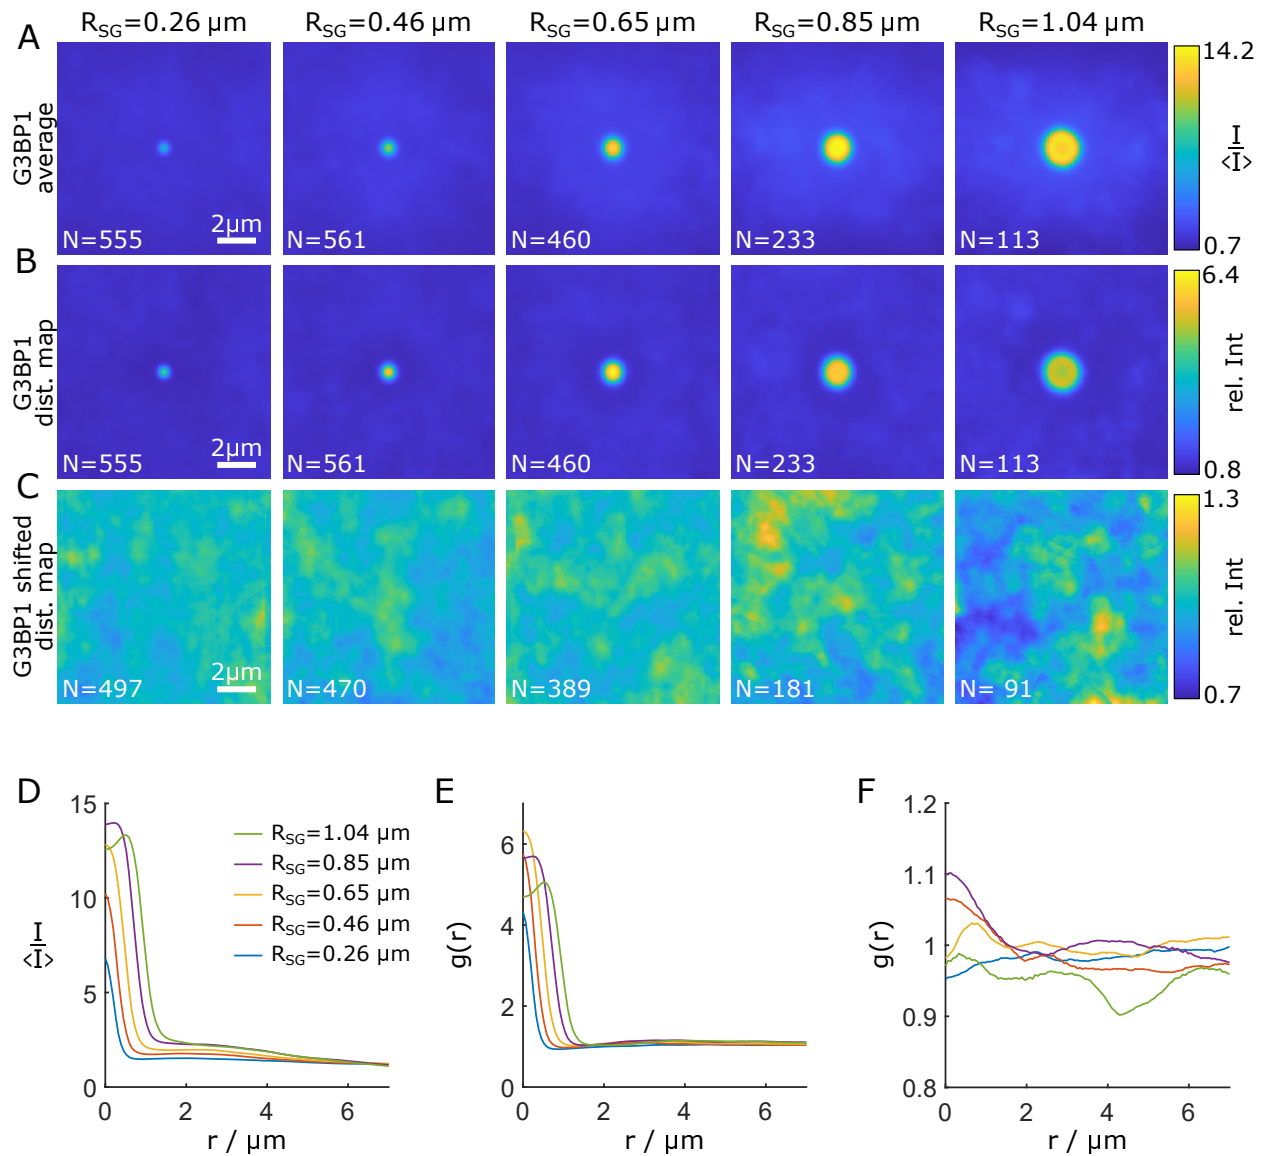 A
R_SG=0.26 µm
R_SG=0.46 µm
R_SG=0.65 µm
R_SG=0.85 µm
R_SG=1.04 µm
G3BP1
average
N=555
2µm
N=561
N=460
N=233
N=113
14.2
I
<I>
0.7
B
G3BP1
dist. map
N=555
2µm
N=561
N=460
N=233
N=113
6.4
rel. Int
0.8
C
G3BP1 shifted
dist. map
N=497
2µm
N=470
N=389
N=181
N= 91
1.3
rel. Int
0.7
D
15
10
5
0
I
<I>
0 2 4 6
r / µm
R_SG=1.04 µm
R_SG=0.85 µm
R_SG=0.65 µm
R_SG=0.46 µm
R_SG=0.26 µm
E
6
4
2
0
g(r)
0 2 4 6
r / µm
F
1.2
1.1
1
0.9
0.8
g(r)
0 2 4 6
r / µm